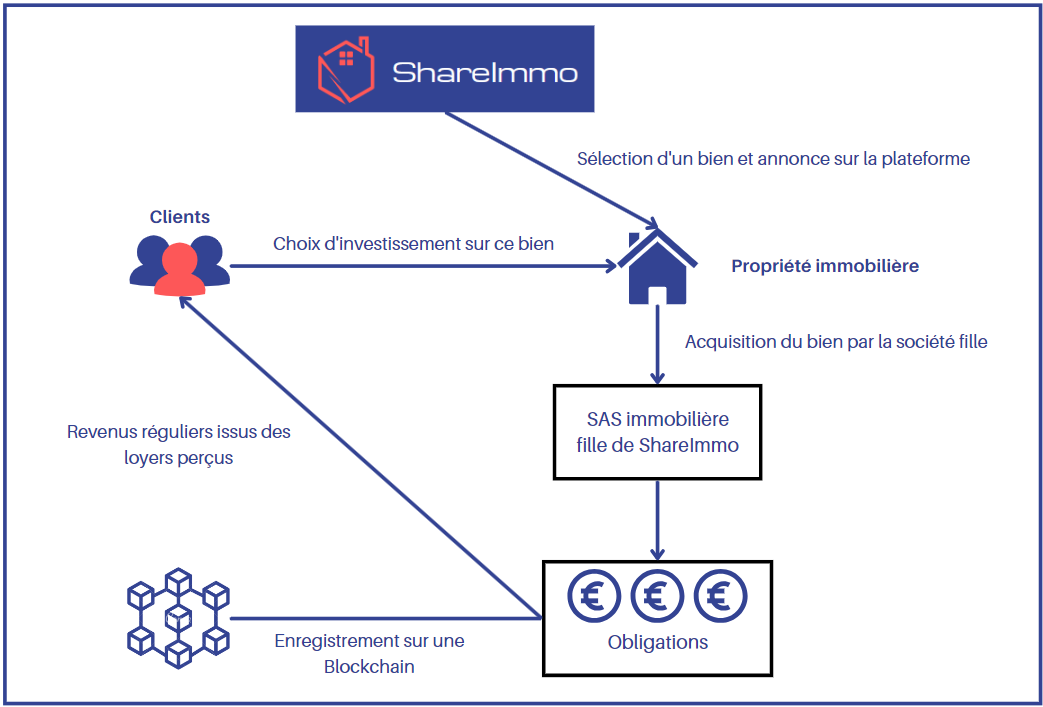 ShareImmo
Sélection d'un bien et annonce sur la plateforme
Clients
Choix d'investissement sur ce bien
Propriété immobilière
Acquisition du bien par la société fille
SAS immobilière
fille de ShareImmo
Revenus réguliers issus des
loyers perçus
€ € €
Obligations
Enregistrement sur une
Blockchain